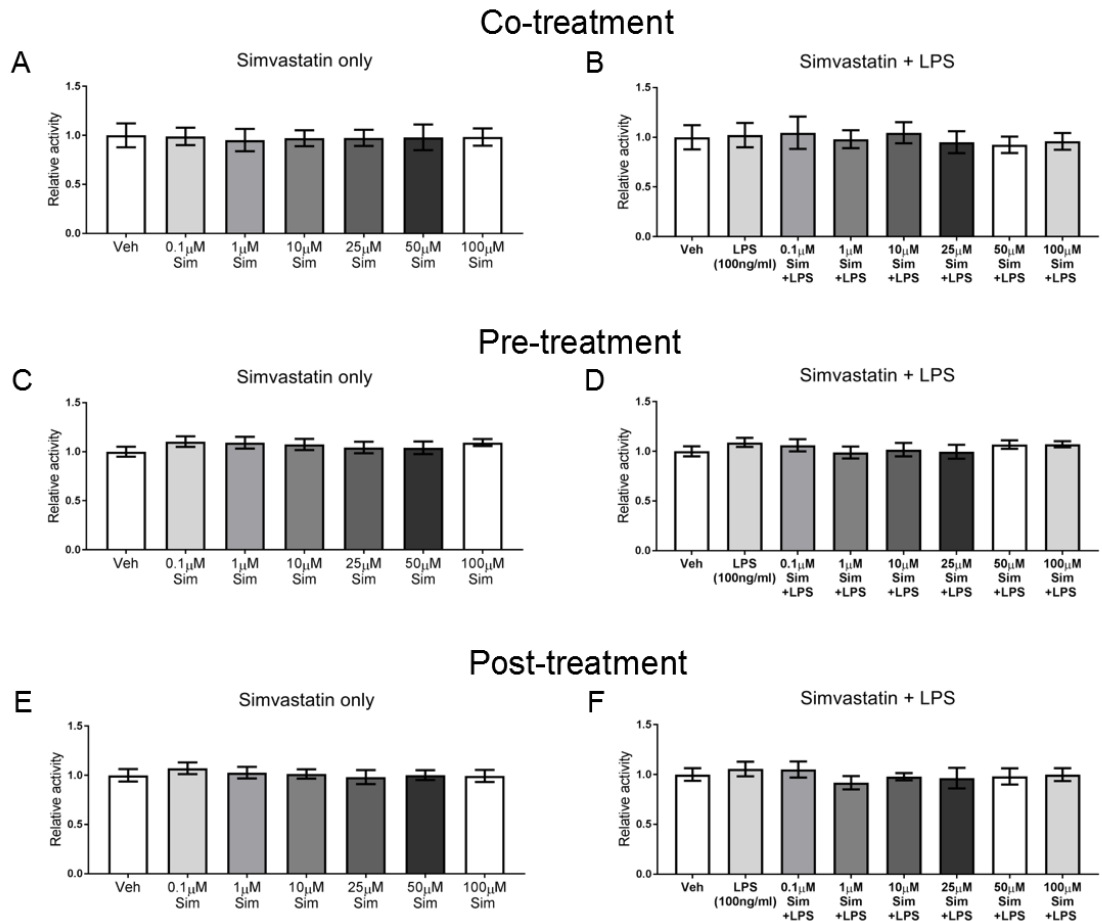 Co-treatment
A
Simvastatin only
Relative activity
1.5
1.0
0.5
0.0
Veh 0.1μM 1μM 10μM 25μM 50μM 100μM
Sim Sim Sim Sim Sim Sim
B
Simvastatin + LPS
Relative activity
1.5
1.0
0.5
0.0
Veh LPS 0.1μM 1μM 10μM 25μM 50μM 100μM
(100ng/ml) Sim Sim Sim Sim Sim Sim
+LPS +LPS +LPS +LPS +LPS +LPS
Pre-treatment
C
Simvastatin only
Relative activity
1.5
1.0
0.5
0.0
Veh 0.1μM 1μM 10μM 25μM 50μM 100μM
Sim Sim Sim Sim Sim Sim
D
Simvastatin + LPS
Relative activity
1.5
1.0
0.5
0.0
Veh LPS 0.1μM 1μM 10μM 25μM 50μM 100μM
(100ng/ml) Sim Sim Sim Sim Sim Sim
+LPS +LPS +LPS +LPS +LPS +LPS
Post-treatment
E
Simvastatin only
Relative activity
1.5
1.0
0.5
0.0
Veh 0.1μM 1μM 10μM 25μM 50μM 100μM
Sim Sim Sim Sim Sim Sim
F
Simvastatin + LPS
Relative activity
1.5
1.0
0.5
0.0
Veh LPS 0.1μM 1μM 10μM 25μM 50μM 100μM
(100ng/ml) Sim Sim Sim Sim Sim Sim
+LPS +LPS +LPS +LPS +LPS +LPS